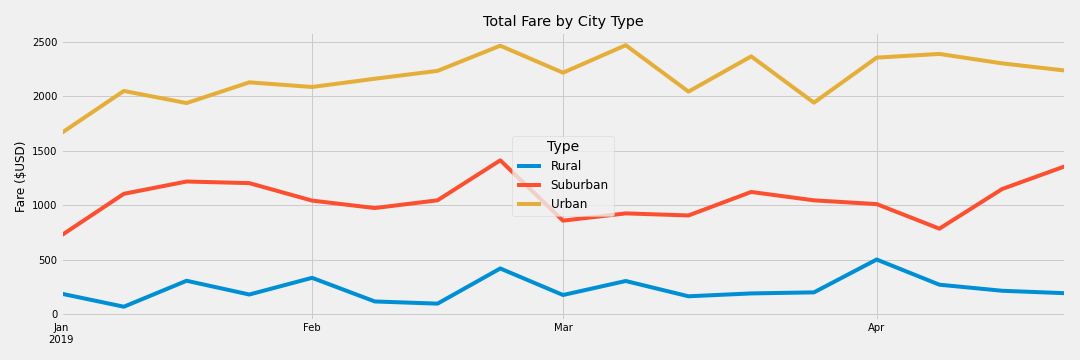 Total Fare by City Type
Fare ($USD)
2500
2000
1500
1000
500
0
Type
Rural
Suburban
Urban
Jan
2019
Feb
Mar
Apr